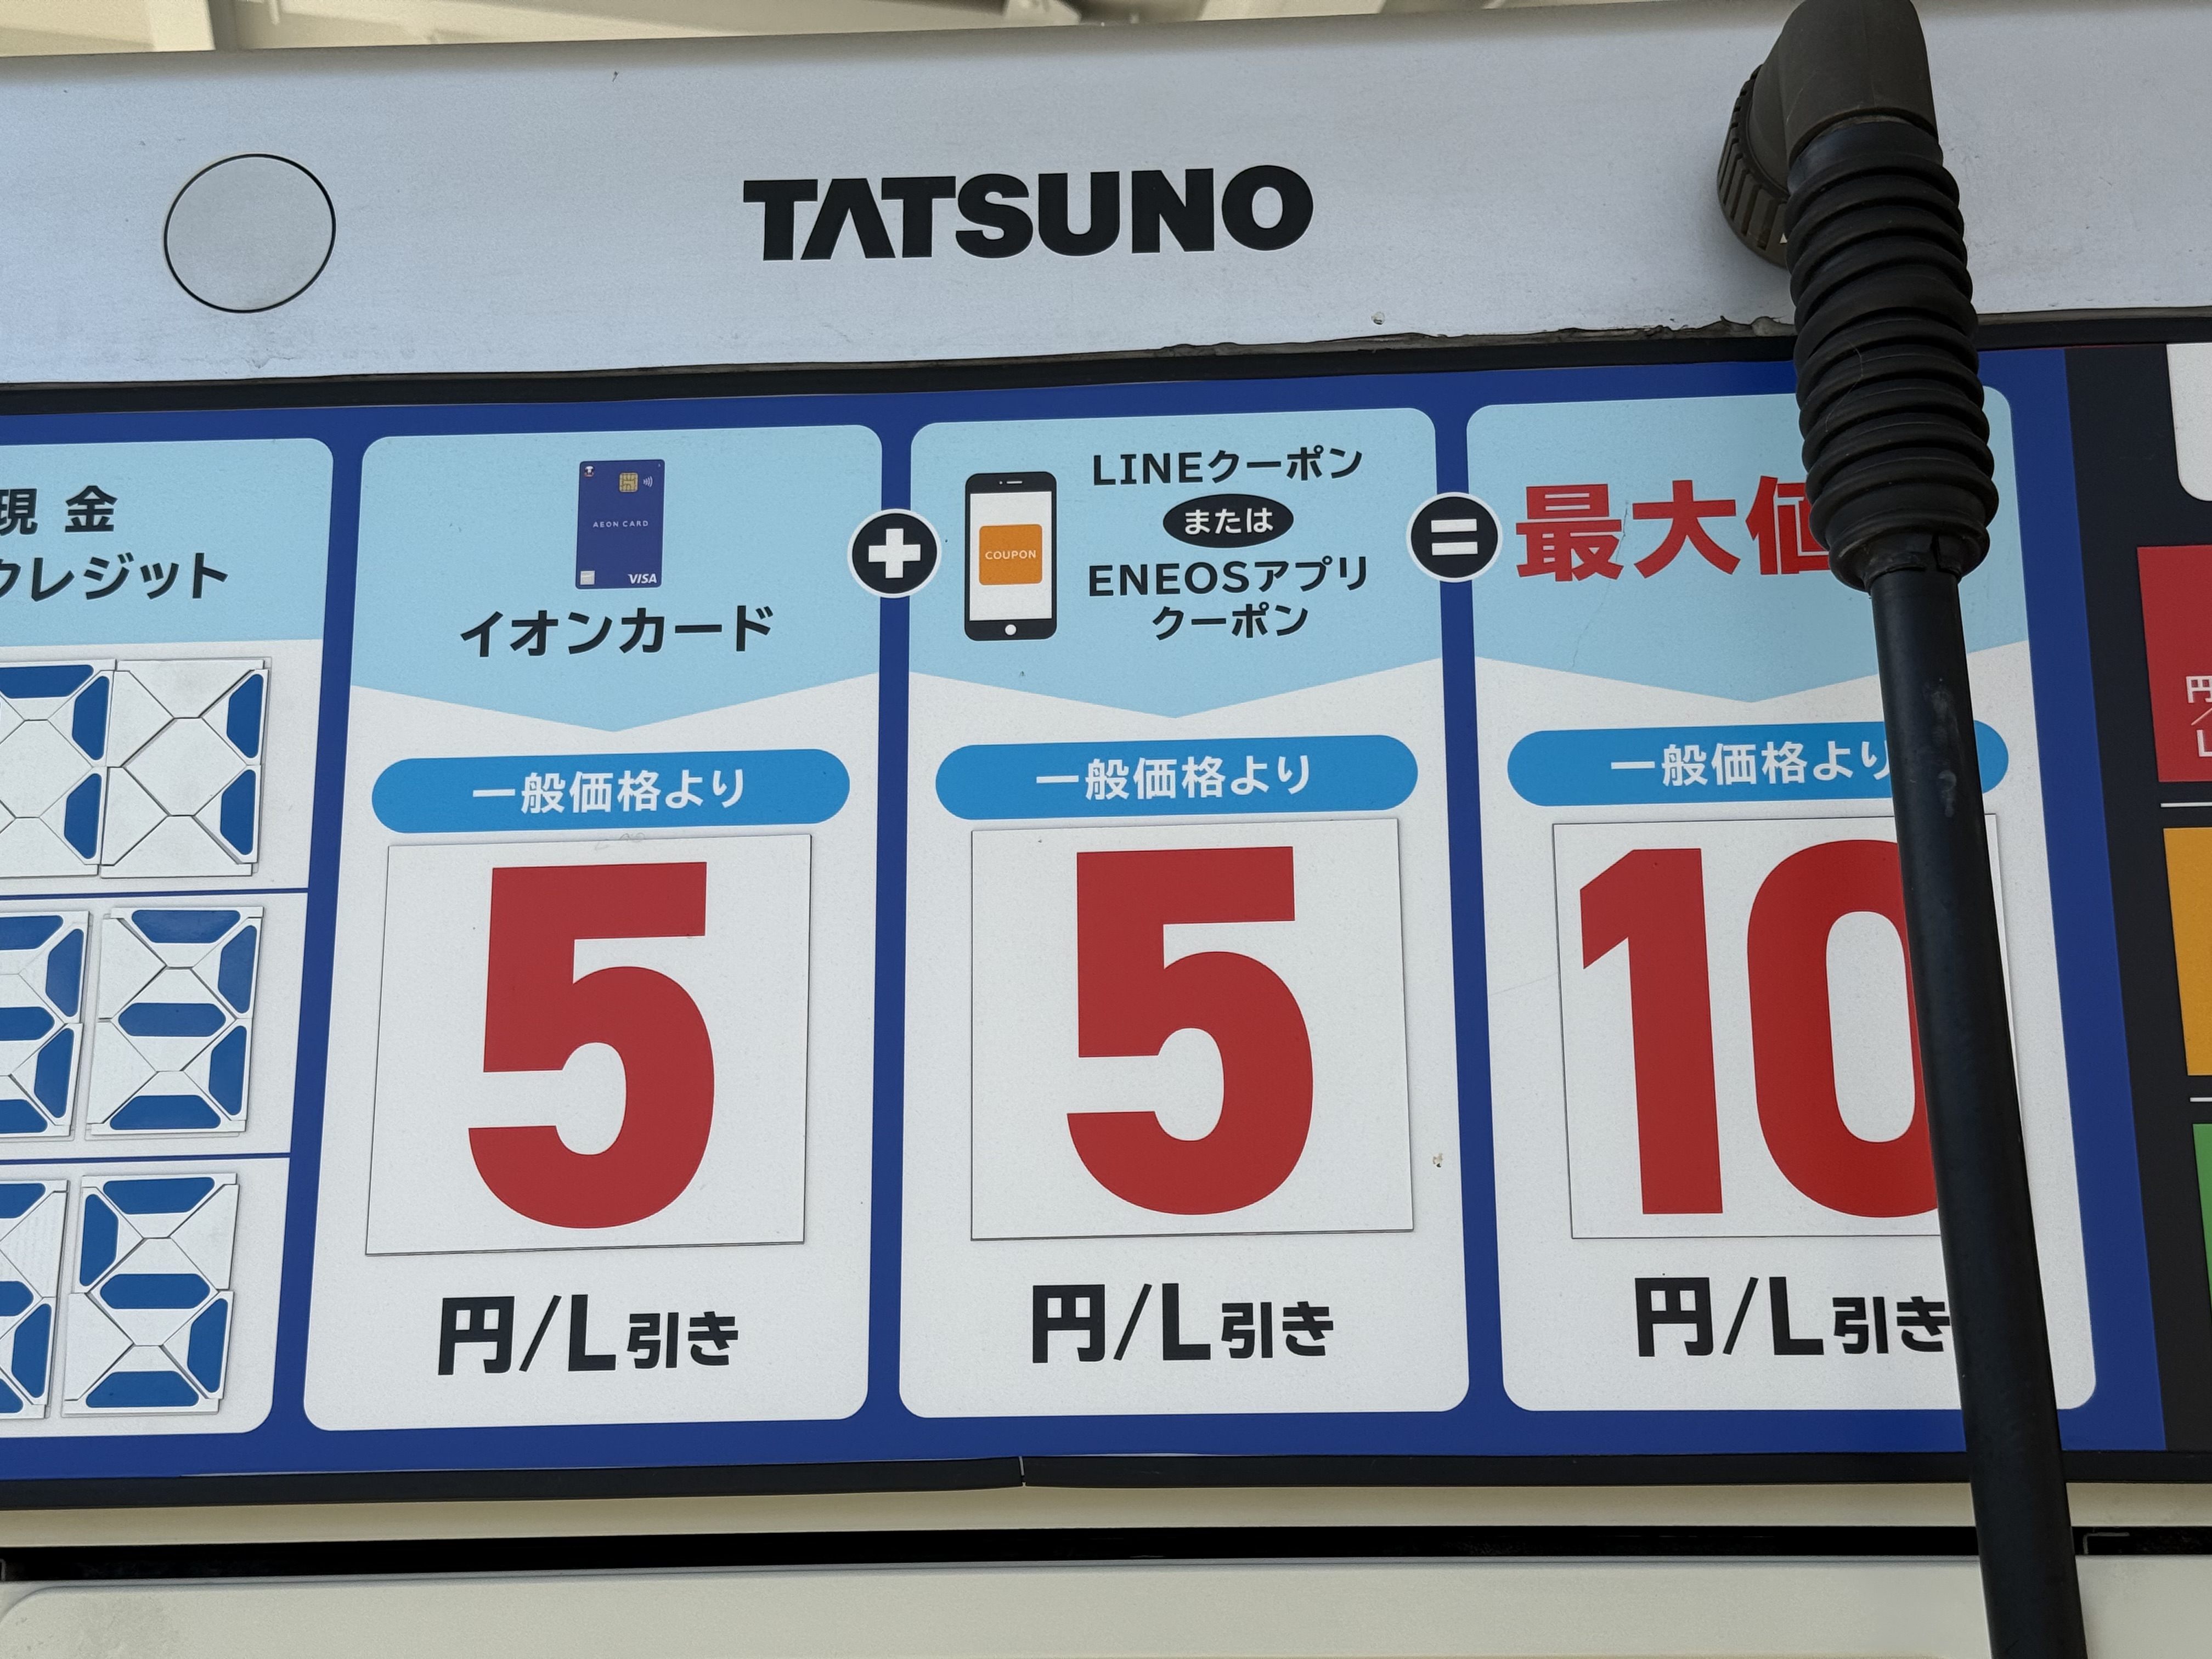 TATSUNO
現金
クレジット
AEON CARD
VISA
イオンカード
一般価格より
5
円/L引き
+
COUPON
LINEクーポン
または
ENEOSアプリ
クーポン
一般価格より
5
円/L引き
=
最大値
一般価格より
10
円/L引き
円/L